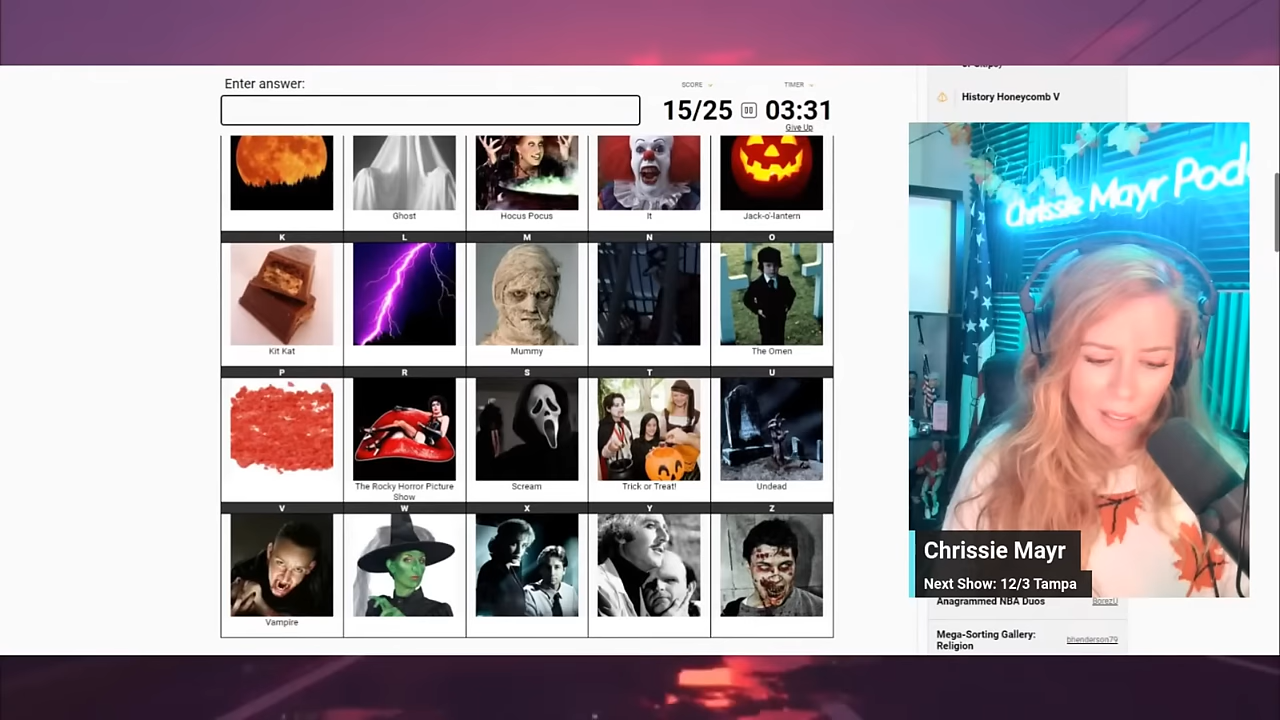 Enter answer:
SCORE
TIMER
15/25
03:31
Give Up
History Honeycomb V
Ghost
Hocus Pocus
It
Jack-o'-lantern
K
L
M
N
O
Kit Kat
Mummy
The Omen
P
R
S
T
U
The Rocky Horror Picture
Show
Scream
Trick or Treat!
Undead
V
W
X
Y
Z
Vampire
Chrissie Mayr Pod
Chrissie Mayr
Next Show: 12/3 Tampa
Anagrammed NBA Duos
BorezU
Mega-Sorting Gallery:
Religion
bhenderson79